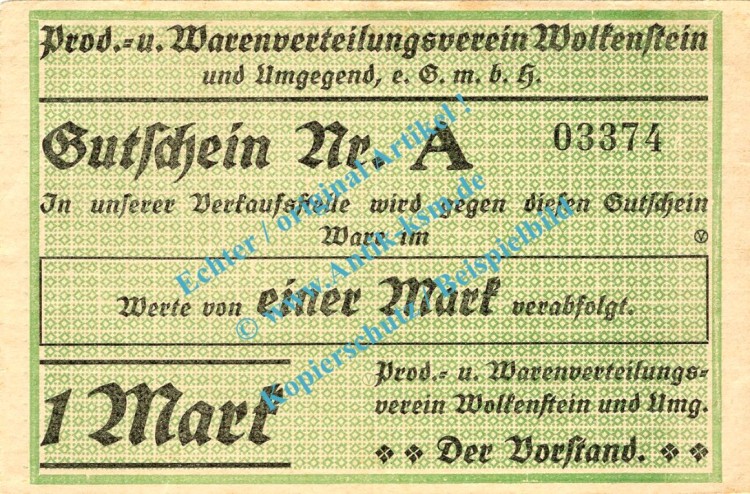 Prod.- u. Warenverteilungsverein Wolkenstein
und Umgegend, e. G. m. b. H.
Gutschein Nr. A 03374
In unserer Verkaufsstelle wird gegen diesen Gutschein
Ware im
Werte von einer Mark verabfolgt.
1 Mark
Prod.- u. Warenverteilungs-
verein Wolkenstein und Umg.
Der Vorstand.
Echter / original Artikel !
© www.Antik-ksm.de
Kopierschutz / Beispielbild